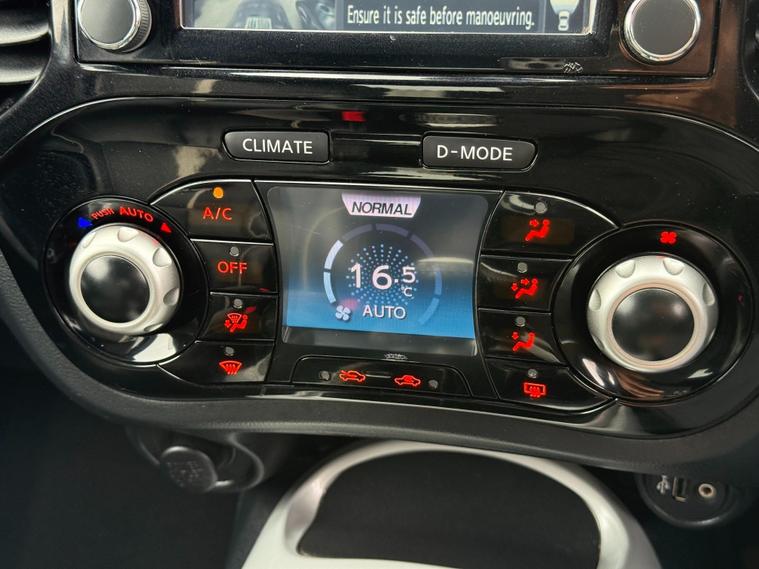 Ensure it is safe before manoeuvring.
CLIMATE
D-MODE
PUSH AUTO
A/C
NORMAL
OFF
16.5
°C
AUTO